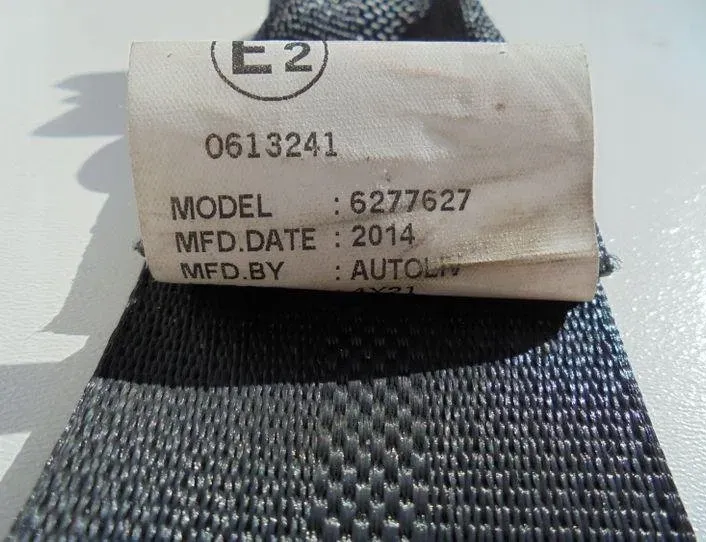 E2
0613241
MODEL : 6277627
MFD.DATE : 2014
MFD.BY : AUTOLIV